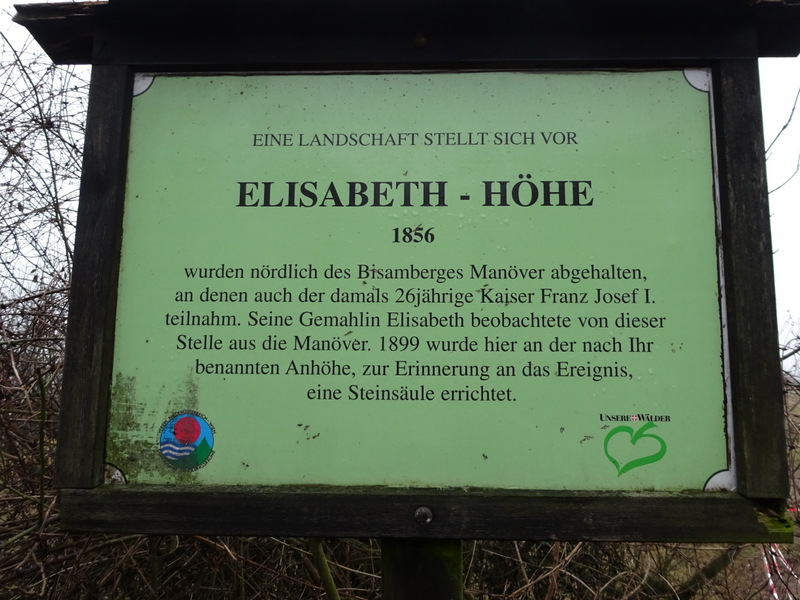 EINE LANDSCHAFT STELLT SICH VOR
ELISABETH - HÖHE
1856
wurden nördlich des Bisamberges Manöver abgehalten,
an denen auch der damals 26jährige Kaiser Franz Josef I.
teilnahm. Seine Gemahlin Elisabeth beobachtete von dieser
Stelle aus die Manöver. 1899 wurde hier an der nach Ihr
benannten Anhöhe, zur Erinnerung an das Ereignis,
eine Steinsäule errichtet.
UNSERE WÄLDER